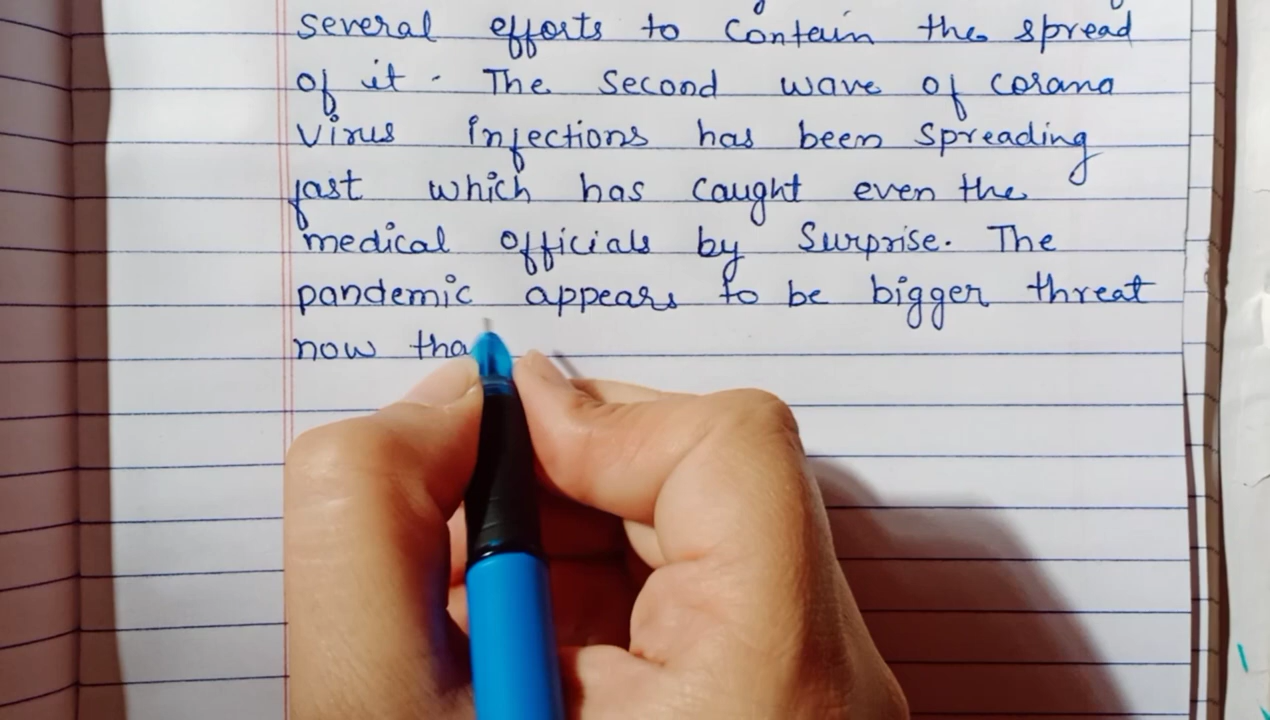 several efforts to contain the spread
of it. The second wave of corana
virus infections has been spreading
fast which has caught even the
medical officials by surprise. The
pandemic appears to be bigger threat
now tha